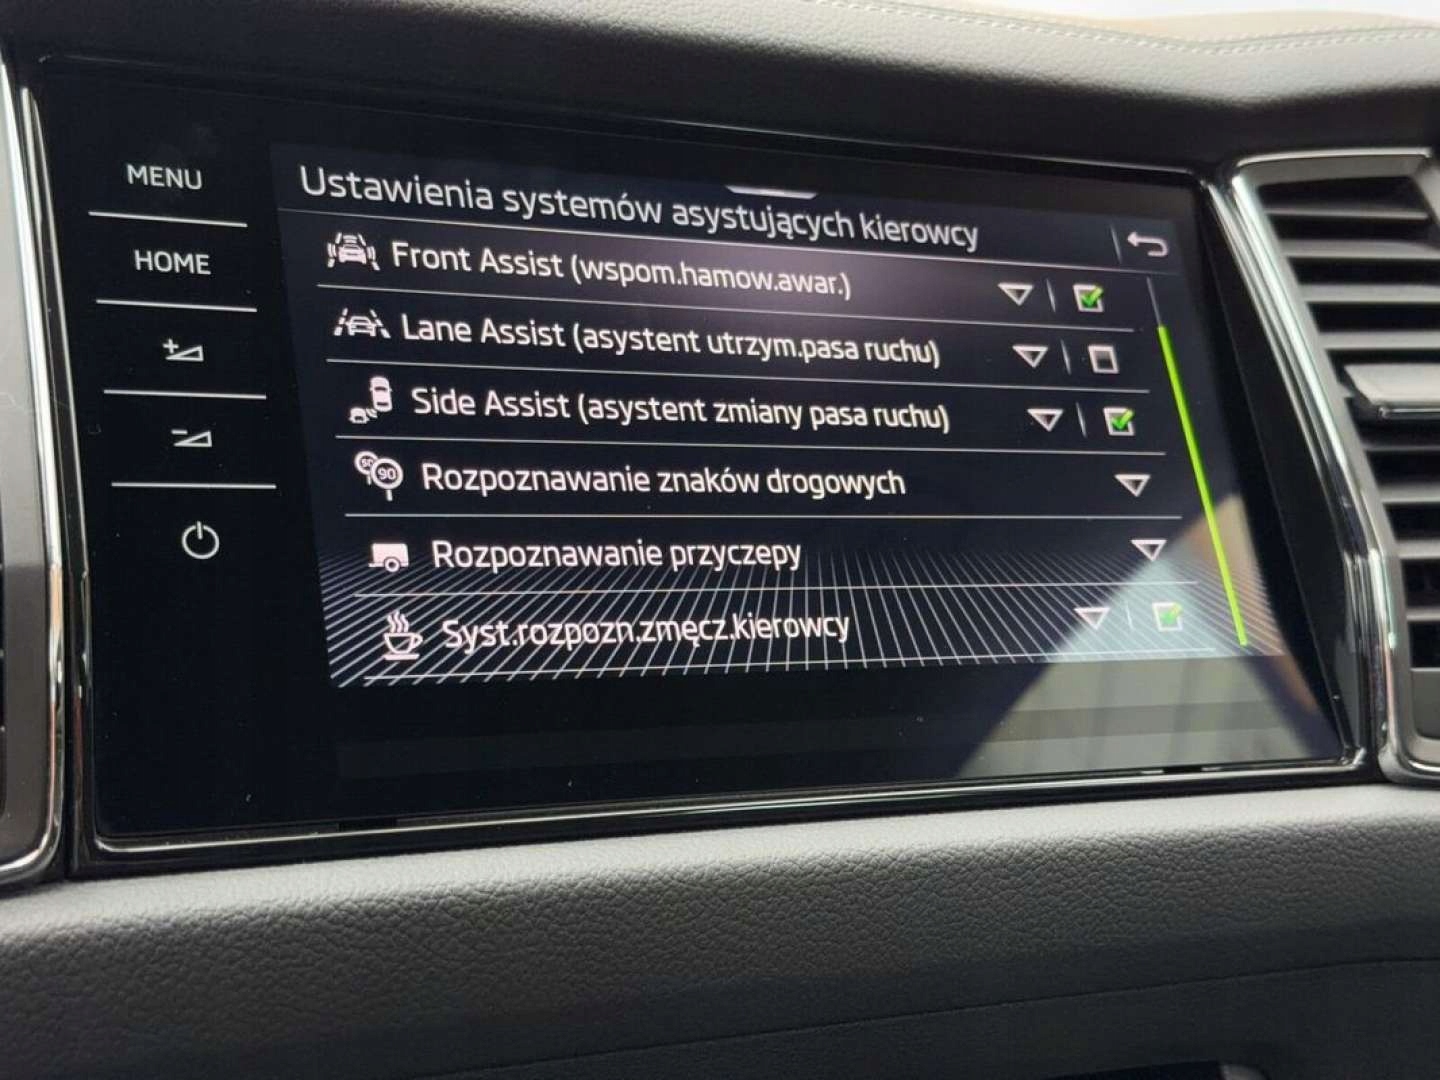 MENU
HOME
Ustawienia systemów asystujących kierowcy
Front Assist (wspom.hamow.awar.)
Lane Assist (asystent utrzym.pasa ruchu)
Side Assist (asystent zmiany pasa ruchu)
90
Rozpoznawanie znaków drogowych
Rozpoznawanie przyczepy
Syst.rozpozn.zmęcz.kierowcy